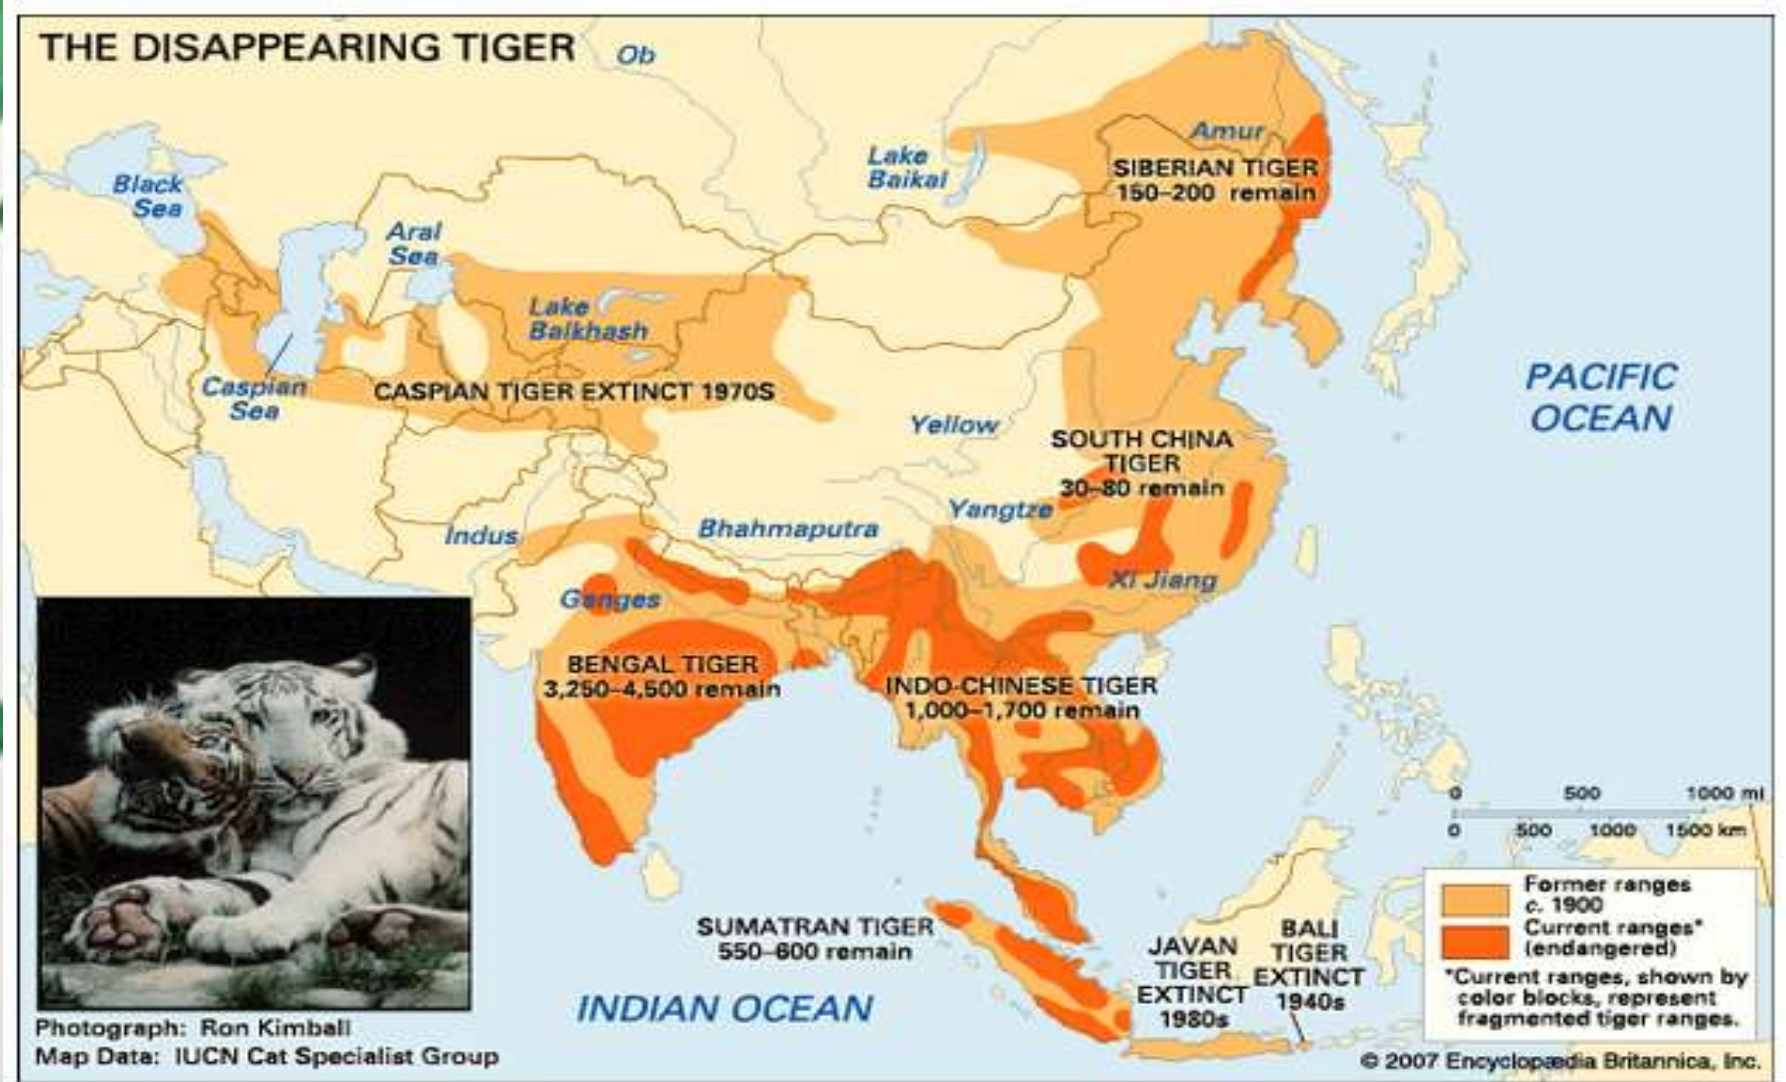 THE DISAPPEARING TIGER
Ob
Amur
Lake
Baikal
SIBERIAN TIGER
150–200 remain
Black
Sea
Aral
Sea
Lake
Balkhash
Caspian
Sea
CASPIAN TIGER EXTINCT 1970S
PACIFIC
OCEAN
Yellow
SOUTH CHINA
TIGER
30–80 remain
Yangtze
Indus
Bhahmaputra
Xi Jiang
Ganges
BENGAL TIGER
3,250–4,500 remain
INDO-CHINESE TIGER
1,000–1,700 remain
0 500 1000 mi
0 500 1000 1500 km
SUMATRAN TIGER
550–600 remain
JAVAN
TIGER
EXTINCT
1980s
BALI
TIGER
EXTINCT
1940s
INDIAN OCEAN
Former ranges
c. 1900
Current ranges*
(endangered)
*Current ranges, shown by
color blocks, represent
fragmented tiger ranges.
Photograph: Ron Kimball
Map Data: IUCN Cat Specialist Group
© 2007 Encyclopædia Britannica, Inc.